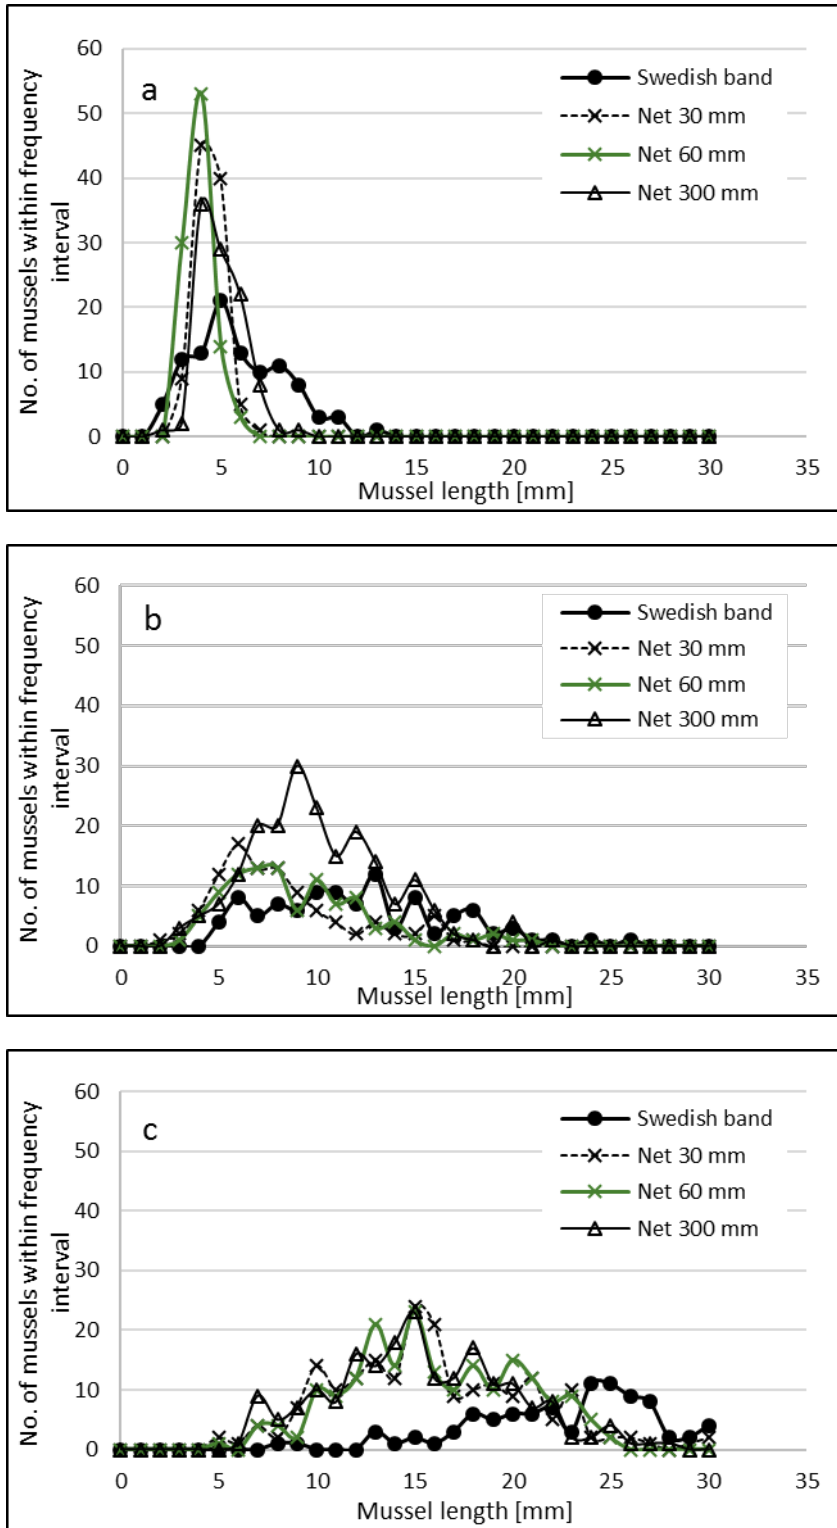 60
50
40
30
20
10
0
No. of mussels within frequency
interval
a
Swedish band
Net 30 mm
Net 60 mm
Net 300 mm
0 5 10 15 20 25 30 35
Mussel length [mm]
60
50
40
30
20
10
0
No. of mussels within frequency
interval
b
Swedish band
Net 30 mm
Net 60 mm
Net 300 mm
0 5 10 15 20 25 30 35
Mussel length [mm]
60
50
40
30
20
10
0
No. of mussels within frequency
interval
c
Swedish band
Net 30 mm
Net 60 mm
Net 300 mm
0 5 10 15 20 25 30 35
Mussel length [mm]